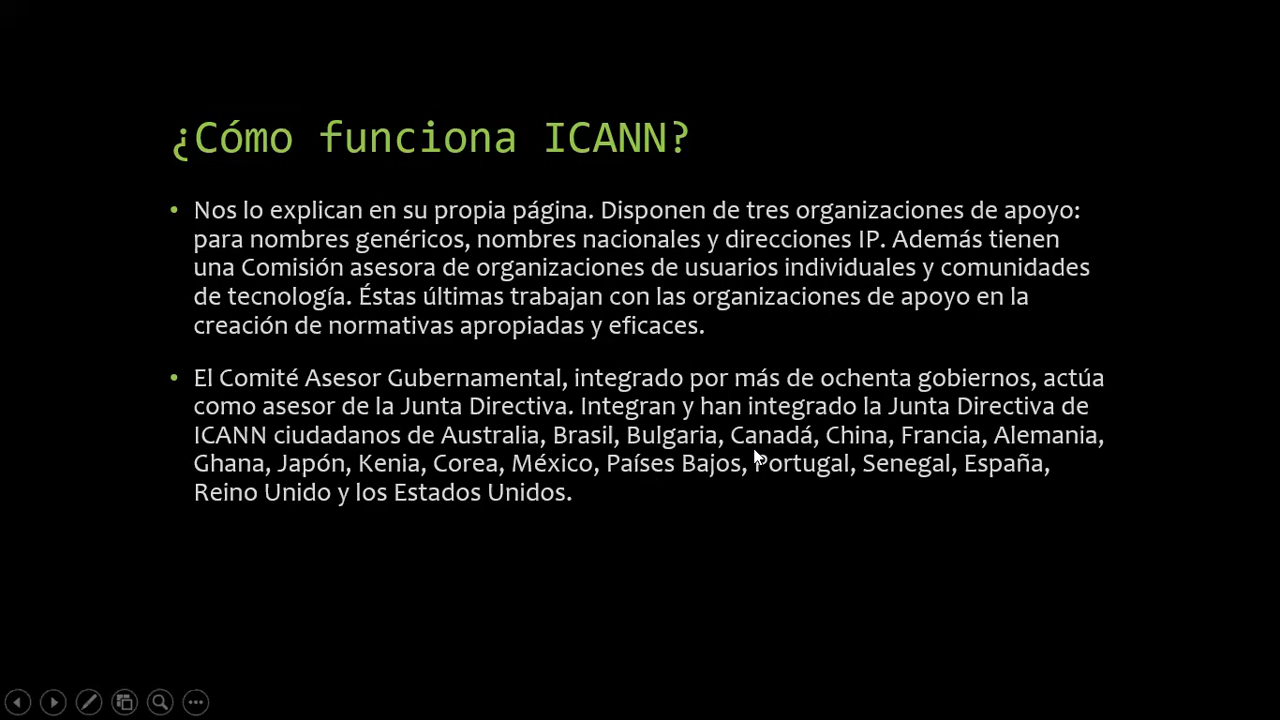 ¿Cómo funciona ICANN?
• Nos lo explican en su propia página. Disponen de tres organizaciones de apoyo:
para nombres genéricos, nombres nacionales y direcciones IP. Además tienen
una Comisión asesora de organizaciones de usuarios individuales y comunidades
de tecnología. Éstas últimas trabajan con las organizaciones de apoyo en la
creación de normativas apropiadas y eficaces.
• El Comité Asesor Gubernamental, integrado por más de ochenta gobiernos, actúa
como asesor de la Junta Directiva. Integran y han integrado la Junta Directiva de
ICANN ciudadanos de Australia, Brasil, Bulgaria, Canadá, China, Francia, Alemania,
Ghana, Japón, Kenia, Corea, México, Países Bajos, Portugal, Senegal, España,
Reino Unido y los Estados Unidos.